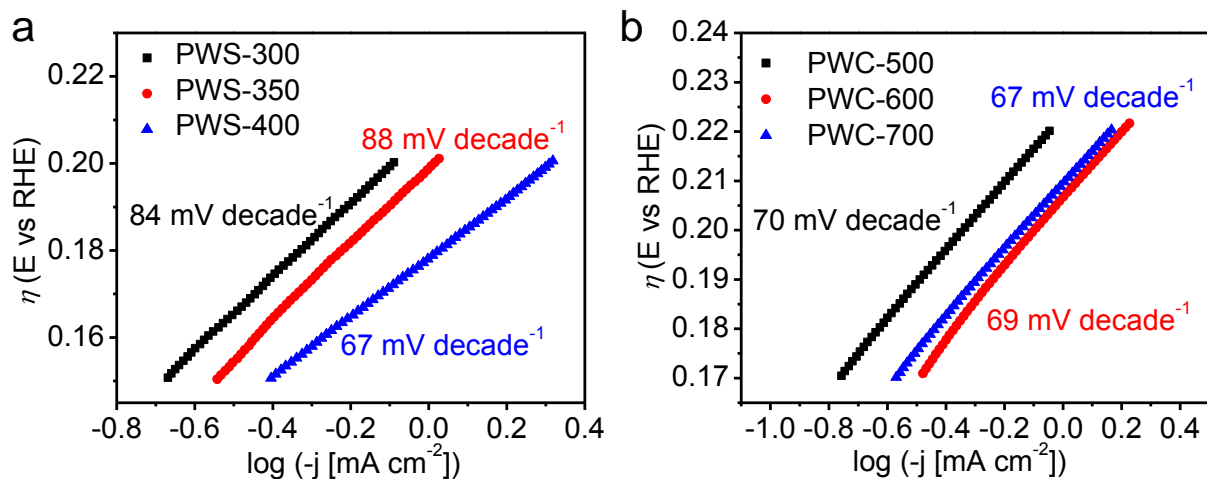 a
PWS-300
PWS-350
PWS-400
88 mV decade⁻¹
84 mV decade⁻¹
67 mV decade⁻¹
η (E vs RHE)
0.22
0.20
0.18
0.16
-0.8 -0.6 -0.4 -0.2 0.0 0.2 0.4
log (-j [mA cm⁻²])
b
PWC-500
PWC-600
PWC-700
67 mV decade⁻¹
70 mV decade⁻¹
69 mV decade⁻¹
η (E vs RHE)
0.24
0.23
0.22
0.21
0.20
0.19
0.18
0.17
-1.0 -0.8 -0.6 -0.4 -0.2 0.0 0.2 0.4
log (-j [mA cm⁻²])